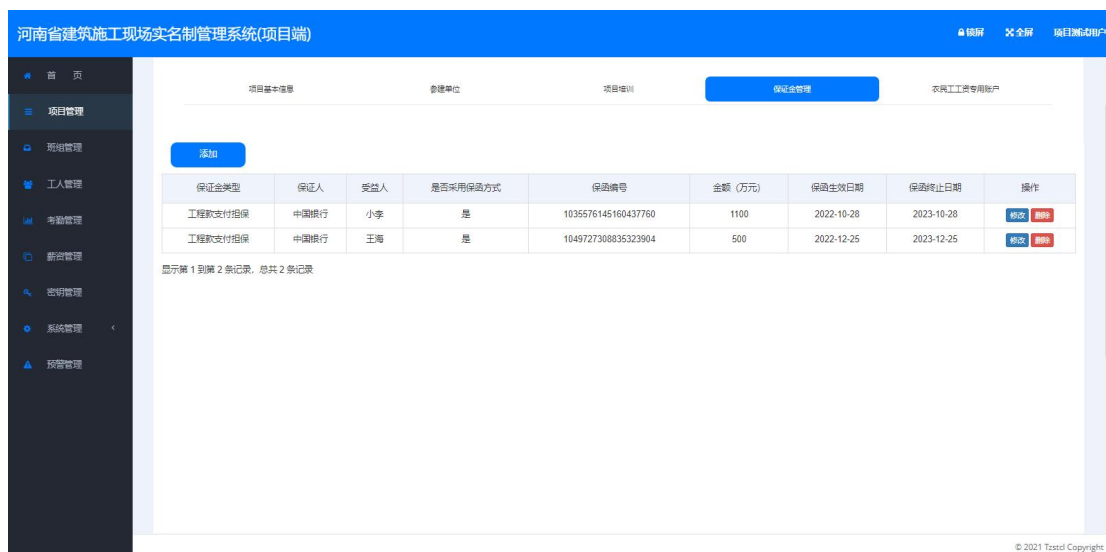 河南省建筑施工现场实名制管理系统(项目端) 锁屏 全屏 项目测试用户
首 页
项目管理
班组管理
工人管理
考勤管理
薪资管理
密钥管理
系统管理
预警管理
项目基本信息 参建单位 项目培训 保证金管理 农民工工资专用账户
添加
保证金类型 保证人 受益人 是否采用保函方式 保函编号 金额 (万元) 保函生效日期 保函终止日期 操作
工程款支付担保 中国银行 小李 是 1035576145160437760 1100 2022-10-28 2023-10-28 修改 删除
工程款支付担保 中国银行 王海 是 1049727308835323904 500 2022-12-25 2023-12-25 修改 删除
显示第 1 到第 2 条记录, 总共 2 条记录
© 2021 Tzstcl Copyright